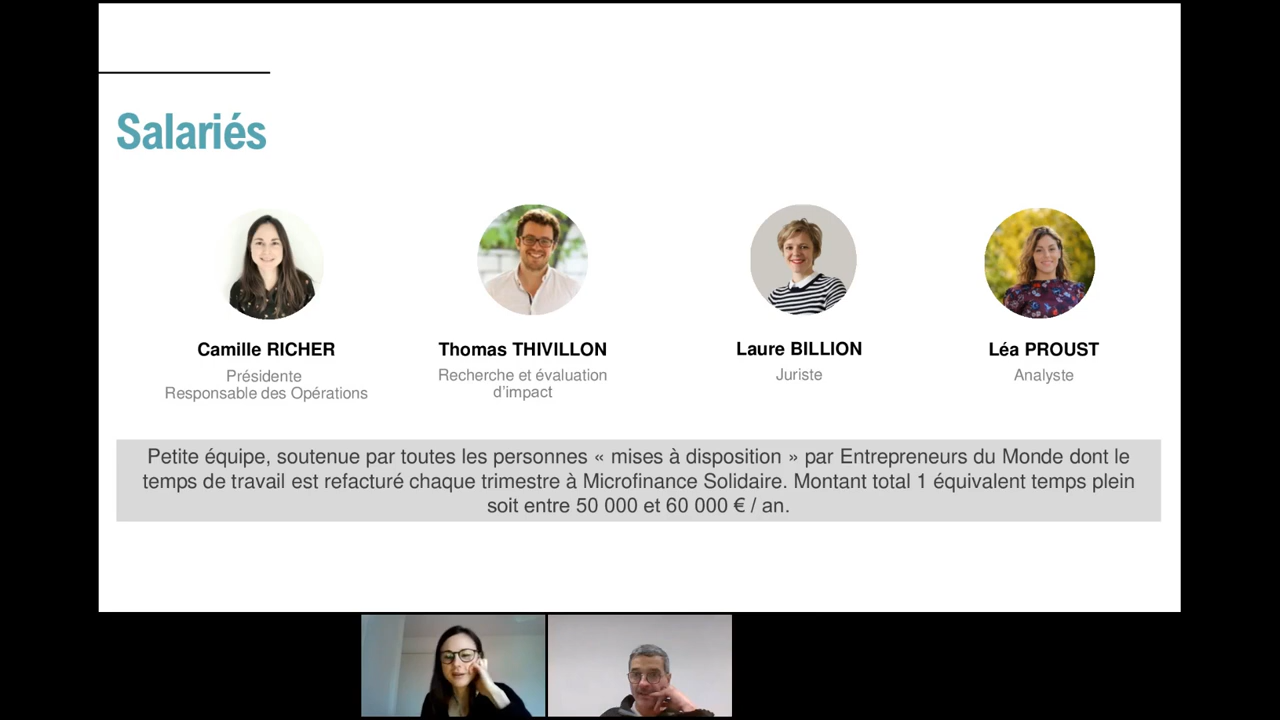 Salariés
Camille RICHER
Présidente
Responsable des Opérations
Thomas THIVILLON
Recherche et évaluation
d'impact
Laure BILLION
Juriste
Léa PROUST
Analyste
Petite équipe, soutenue par toutes les personnes « mises à disposition » par Entrepreneurs du Monde dont le
temps de travail est refacturé chaque trimestre à Microfinance Solidaire. Montant total 1 équivalent temps plein
soit entre 50 000 et 60 000 € / an.